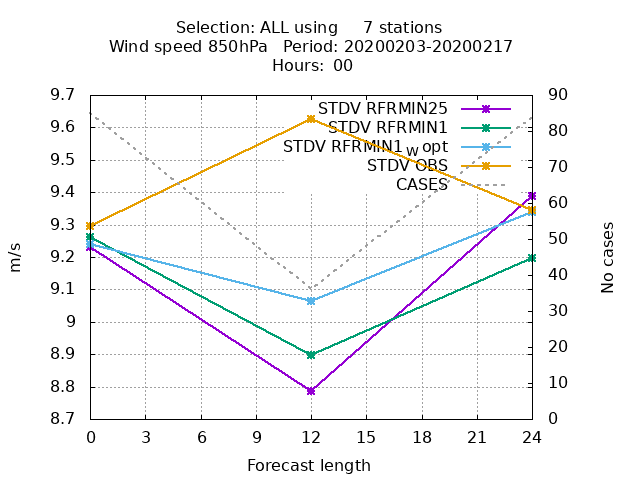 Selection: ALL using 7 stations
Wind speed 850hPa Period: 20200203-20200217
Hours: 00
STDV RFRMIN25
STDV RFRMIN1
STDV RFRMIN1wopt
STDV OBS
CASES
9.7
9.6
9.5
9.4
9.3
9.2
9.1
9
8.9
8.8
8.7
m/s
90
80
70
60
50
40
30
20
10
0
No cases
0 3 6 9 12 15 18 21 24
Forecast length